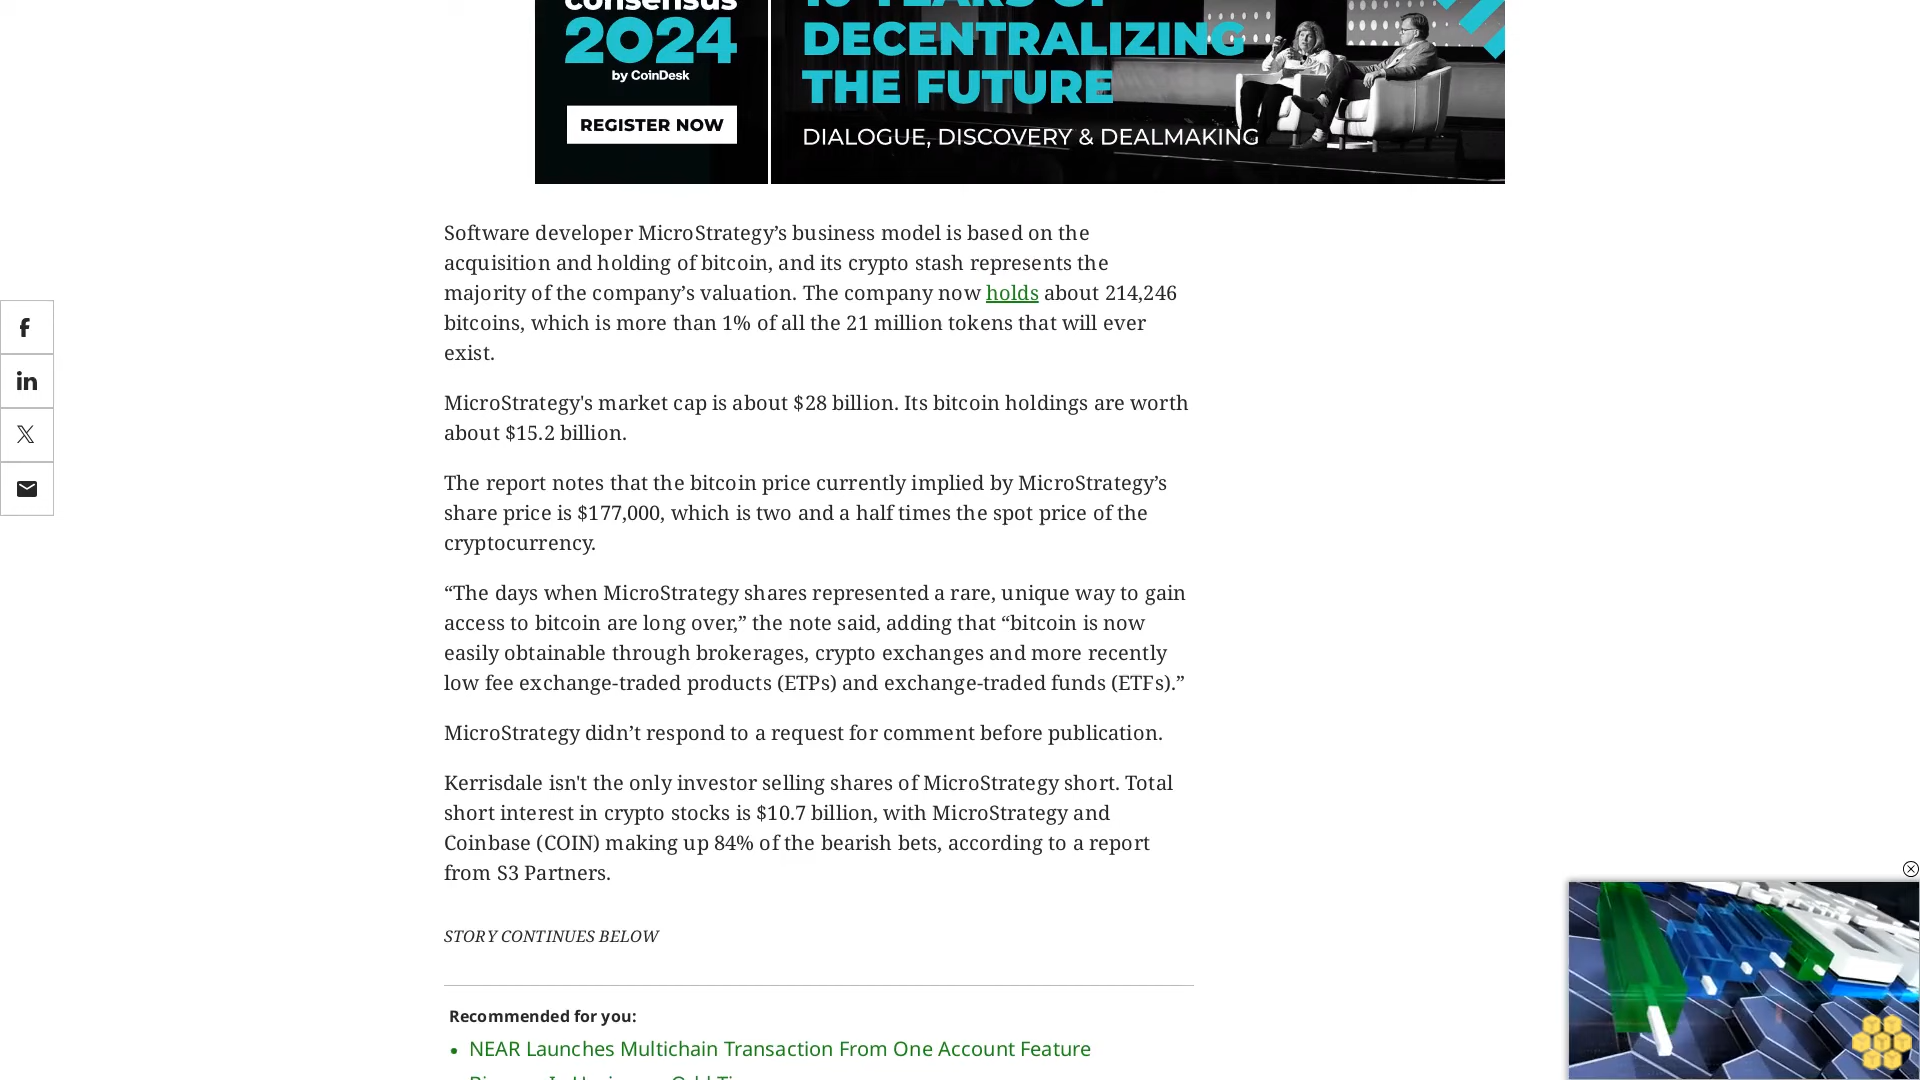 consensus
2024
by CoinDesk
REGISTER NOW
10 YEARS OF
DECENTRALIZING
THE FUTURE
DIALOGUE, DISCOVERY & DEALMAKING
Software developer MicroStrategy’s business model is based on the
acquisition and holding of bitcoin, and its crypto stash represents the
majority of the company’s valuation. The company now holds about 214,246
bitcoins, which is more than 1% of all the 21 million tokens that will ever
exist.
MicroStrategy's market cap is about $28 billion. Its bitcoin holdings are worth
about $15.2 billion.
The report notes that the bitcoin price currently implied by MicroStrategy’s
share price is $177,000, which is two and a half times the spot price of the
cryptocurrency.
“The days when MicroStrategy shares represented a rare, unique way to gain
access to bitcoin are long over,” the note said, adding that “bitcoin is now
easily obtainable through brokerages, crypto exchanges and more recently
low fee exchange-traded products (ETPs) and exchange-traded funds (ETFs).”
MicroStrategy didn’t respond to a request for comment before publication.
Kerrisdale isn't the only investor selling shares of MicroStrategy short. Total
short interest in crypto stocks is $10.7 billion, with MicroStrategy and
Coinbase (COIN) making up 84% of the bearish bets, according to a report
from S3 Partners.
STORY CONTINUES BELOW
Recommended for you:
• NEAR Launches Multichain Transaction From One Account Feature